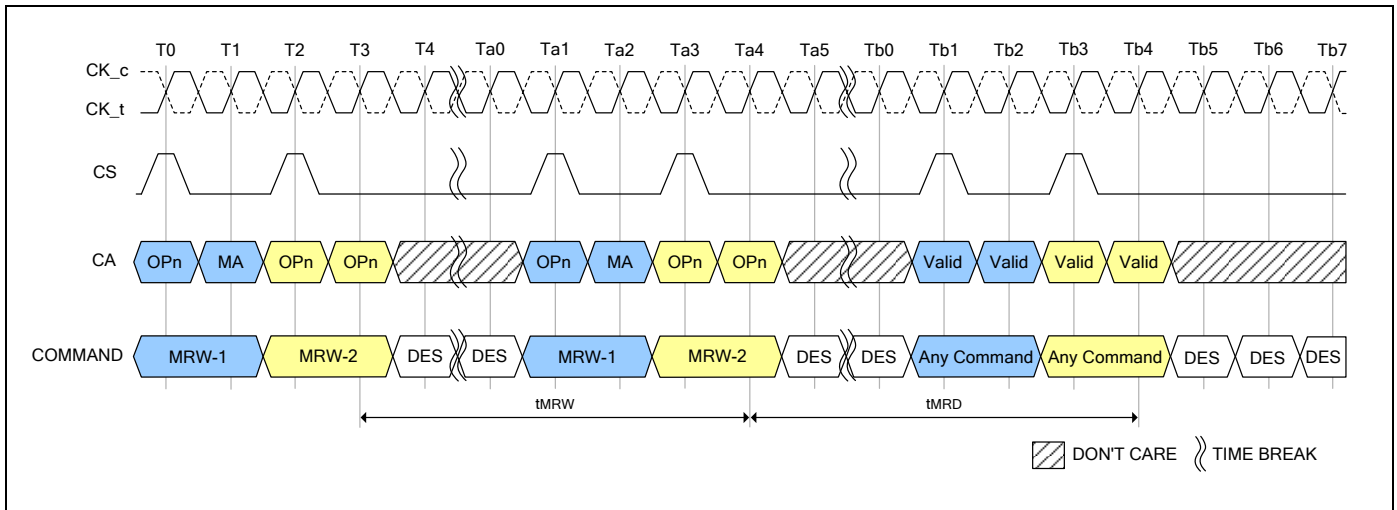 T0 T1 T2 T3 T4 Ta0 Ta1 Ta2 Ta3 Ta4 Ta5 Tb0 Tb1 Tb2 Tb3 Tb4 Tb5 Tb6 Tb7
CK_c
CK_t
CS
CA OPn MA OPn OPn OPn MA OPn OPn Valid Valid Valid Valid
COMMAND MRW-1 MRW-2 DES DES MRW-1 MRW-2 DES DES Any Command Any Command DES DES DES
tMRW tMRD
DON'T CARE TIME BREAK